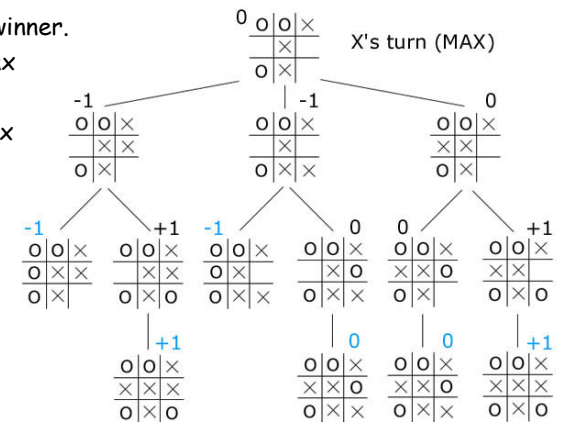 winner.
x
x
0
O O X
X
O X
X's turn (MAX)
-1 -1 0
O O X O O X O O X
X X X X X
O X O X X O X
-1 +1 -1 0 0 +1
O O X O O X O O X O O X O O X O O X
O X X X X O X X O X X O X X
O X O X O O X X O X X O X O X O
+1 0 0 +1
O O X O O X O O X O O X
X X X X X O X X O X X X
O X O O X X O X X O X O